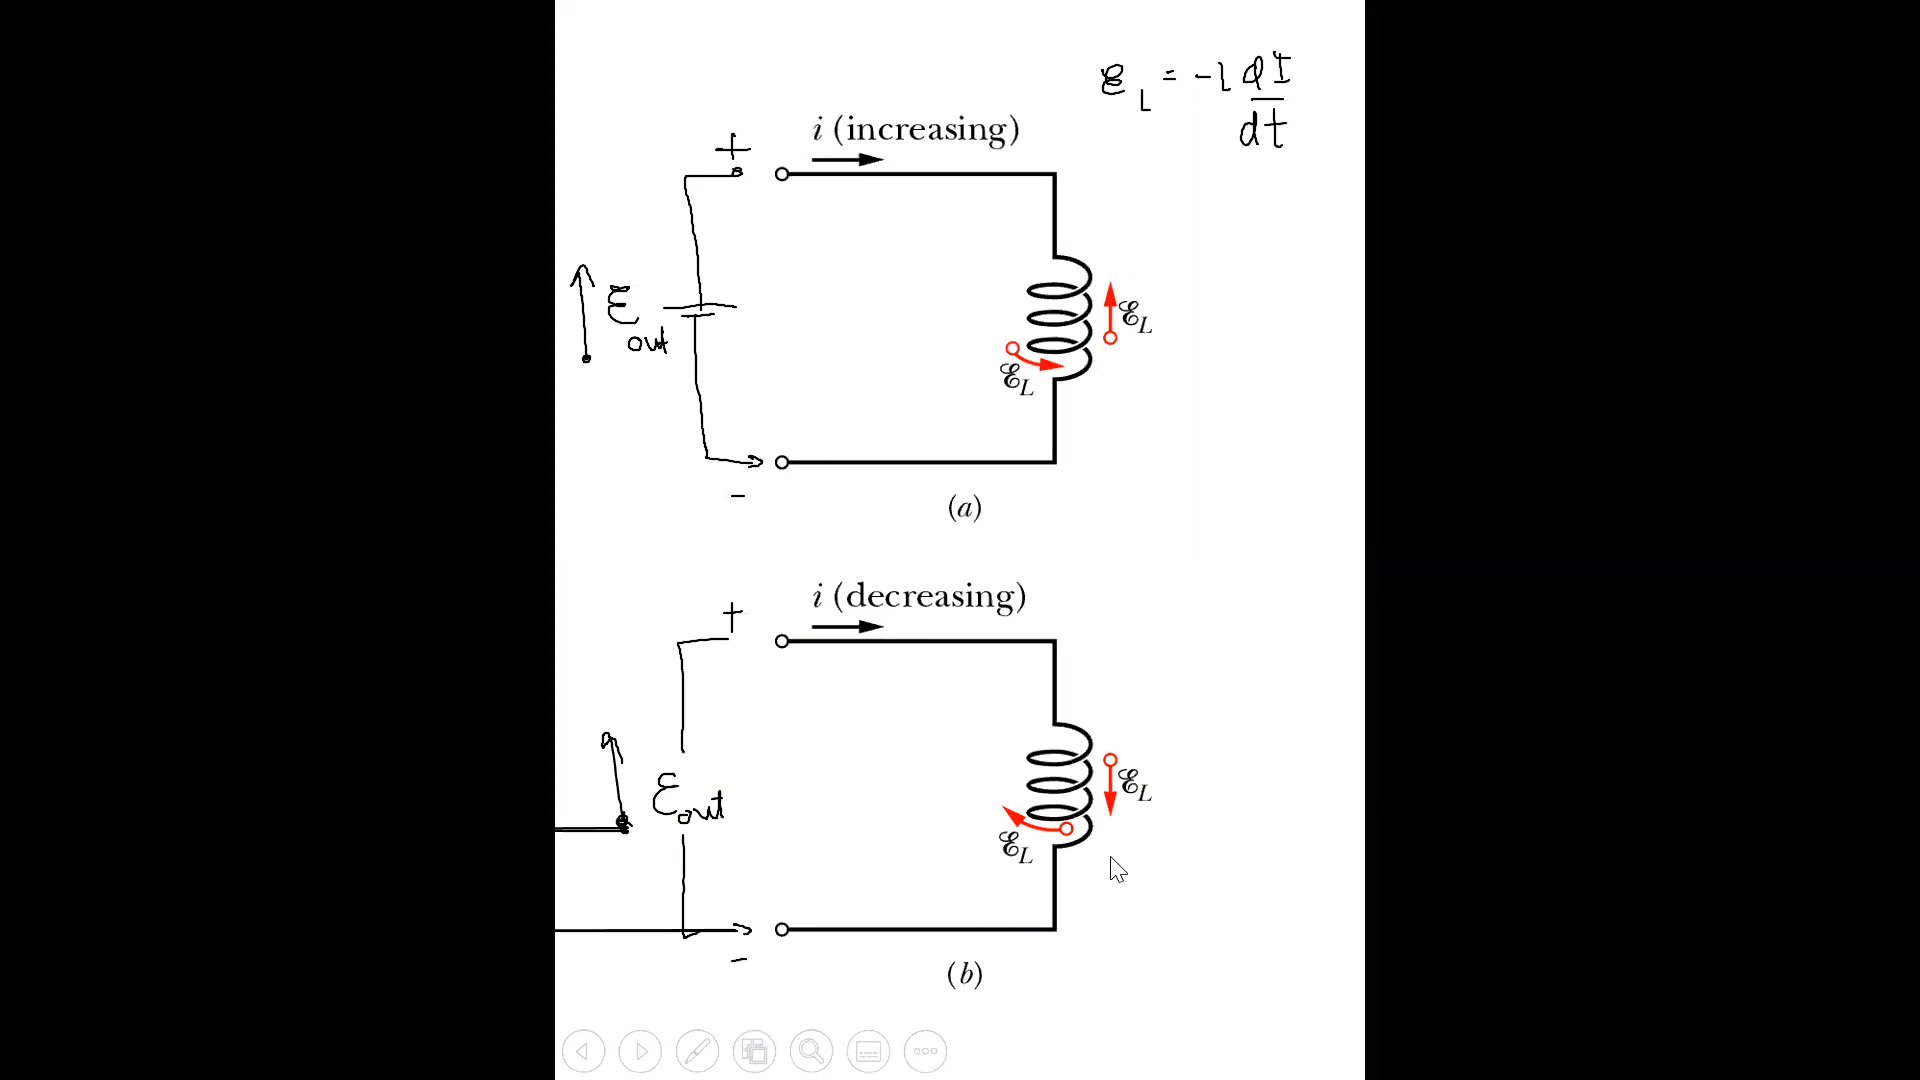 ℰL = -L dI
dt
i (increasing)
+
ℰout
ℰL
ℰL
-
(a)
i (decreasing)
+
ℰout
ℰL
ℰL
-
(b)